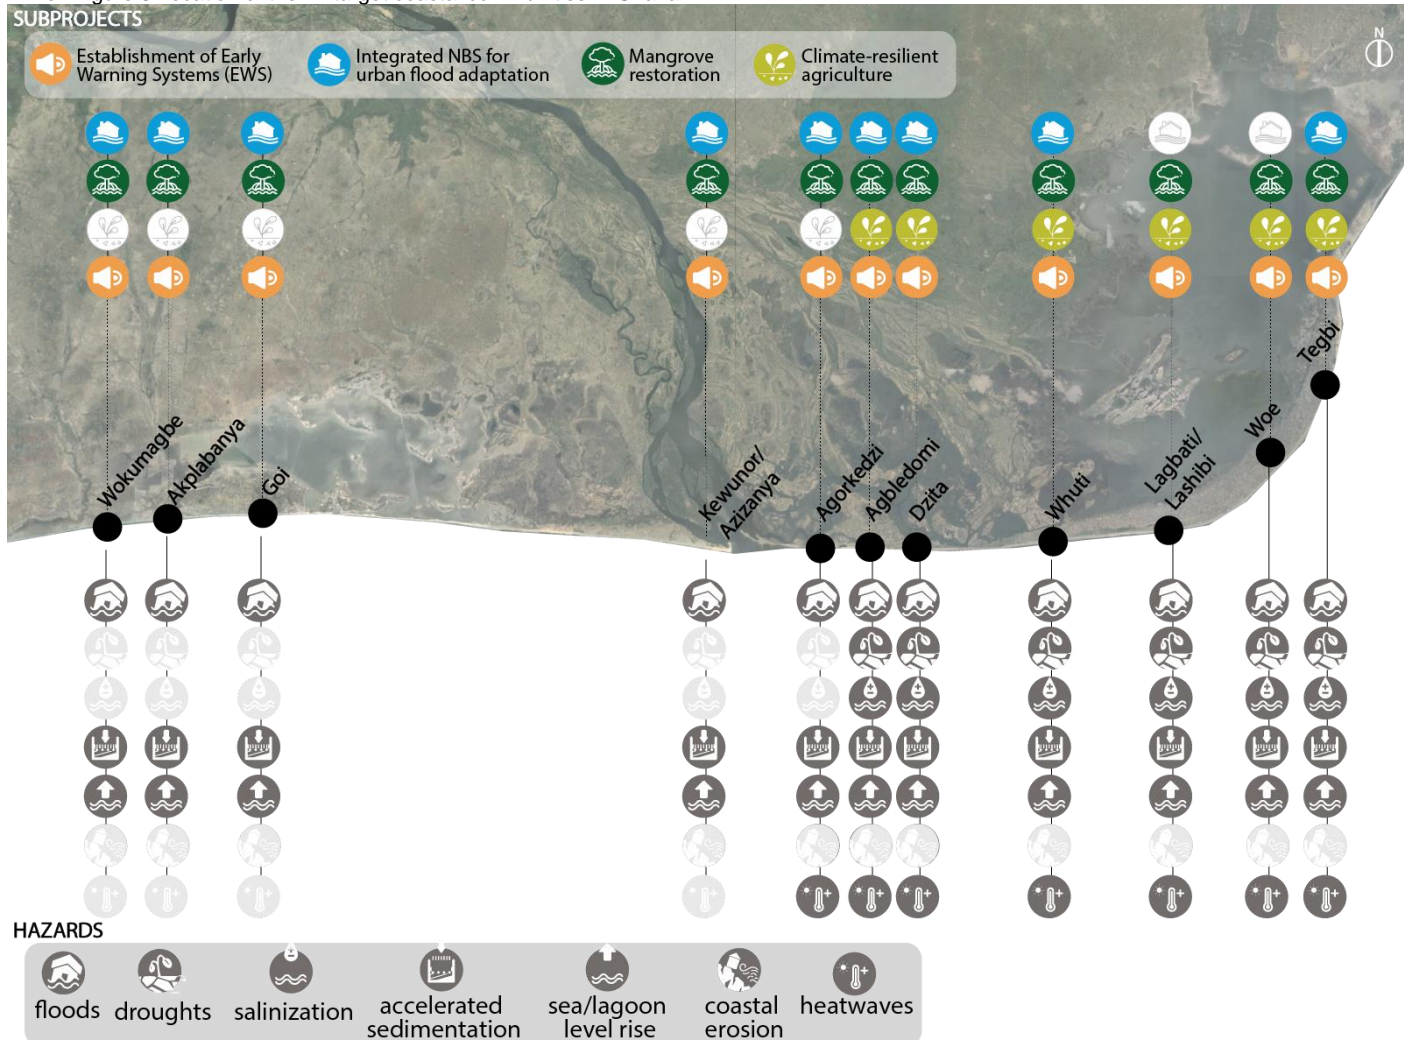 SUBPROJECTS
Establishment of Early
Warning Systems (EWS)
Integrated NBS for
urban flood adaptation
Mangrove
restoration
Climate-resilient
agriculture
N
Wokumagbe
Akplabanya
Goi
Kewunor/
Azizanya
Agorkedzi
Agbledomi
Dzita
Whuti
Lagbati/
Lashibi
Woe
Tegbi
HAZARDS
floods
droughts
salinization
accelerated
sedimentation
sea/lagoon
level rise
coastal
erosion
heatwaves